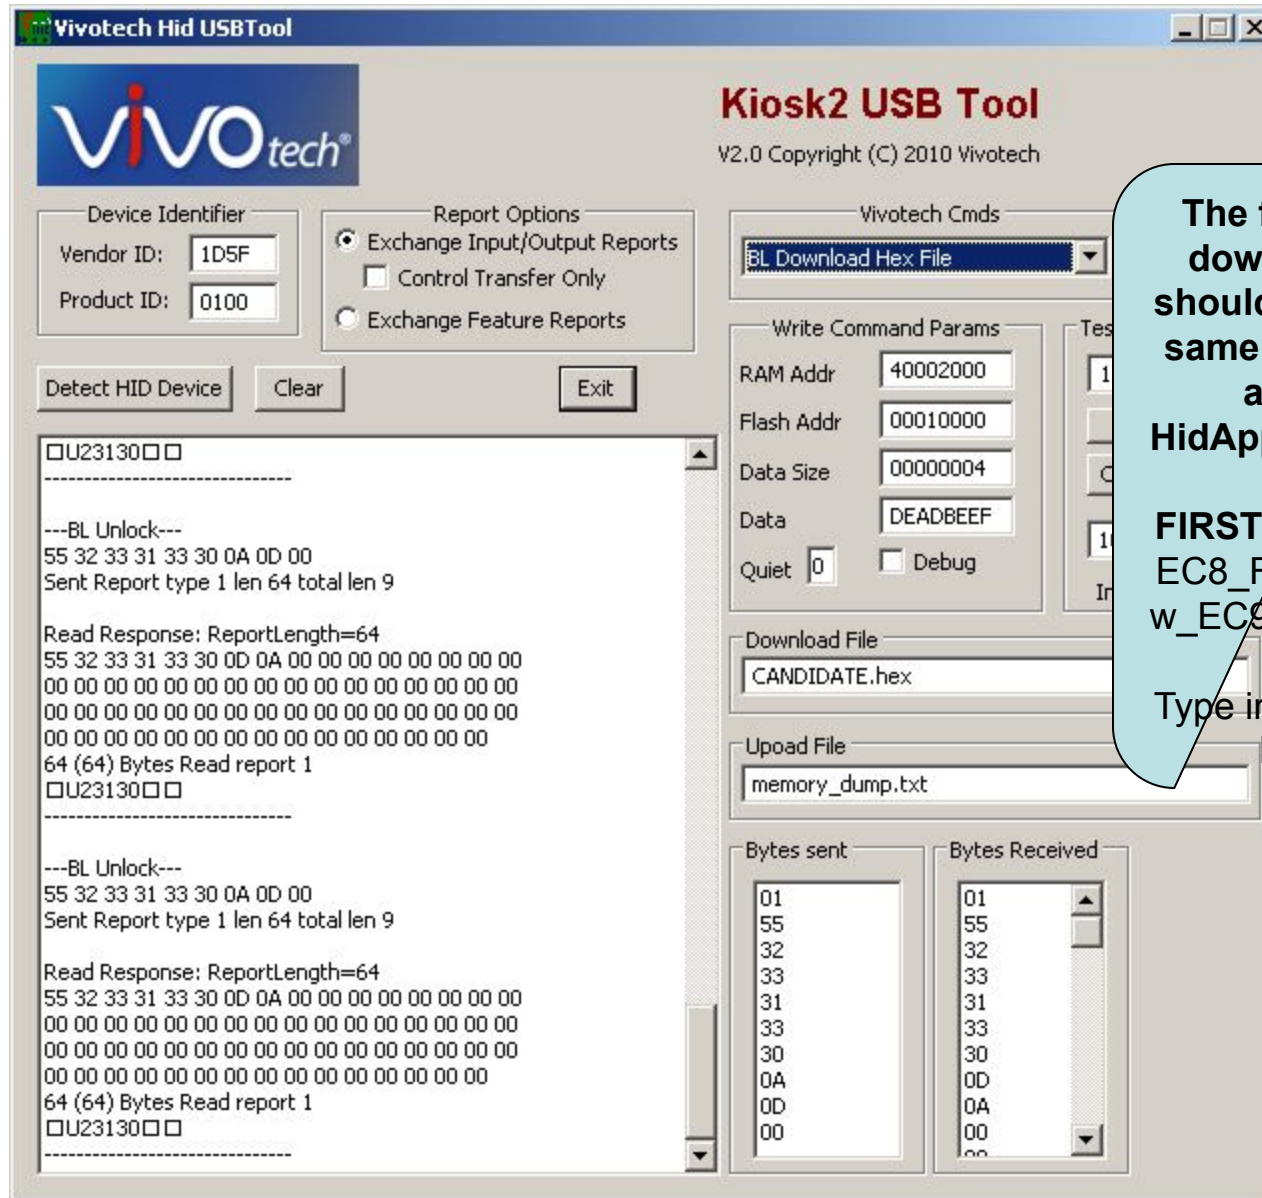 Vivotech Hid USBTool
ViVOtech®
Kiosk2 USB Tool
V2.0 Copyright (C) 2010 Vivotech
Device Identifier
Vendor ID: 1D5F
Product ID: 0100
Report Options
Exchange Input/Output Reports
Control Transfer Only
Exchange Feature Reports
Vivotech Cmds
BL Download Hex File
Detect HID Device
Clear
Exit
Write Command Params
RAM Addr 40002000
Flash Addr 00010000
Data Size 00000004
Data DEADBEEF
Quiet 0 Debug
U23130
-------------------------------
---BL Unlock---
55 32 33 31 33 30 0A 0D 00
Sent Report type 1 len 64 total len 9
Read Response: ReportLength=64
55 32 33 31 33 30 0D 0A 00 00 00 00 00 00 00 00
00 00 00 00 00 00 00 00 00 00 00 00 00 00 00 00
00 00 00 00 00 00 00 00 00 00 00 00 00 00 00 00
00 00 00 00 00 00 00 00 00 00 00 00 00 00 00
64 (64) Bytes Read report 1
U23130
-------------------------------
---BL Unlock---
55 32 33 31 33 30 0A 0D 00
Sent Report type 1 len 64 total len 9
Read Response: ReportLength=64
55 32 33 31 33 30 0D 0A 00 00 00 00 00 00 00 00
00 00 00 00 00 00 00 00 00 00 00 00 00 00 00 00
00 00 00 00 00 00 00 00 00 00 00 00 00 00 00 00
00 00 00 00 00 00 00 00 00 00 00 00 00 00 00
64 (64) Bytes Read report 1
U23130
-------------------------------
Download File
CANDIDATE.hex
Upoad File
memory_dump.txt
Bytes sent
01
55
32
33
31
33
30
0A
0D
00
Bytes Received
01
55
32
33
31
33
30
0D
0A
00
The
same
FIRST
Type